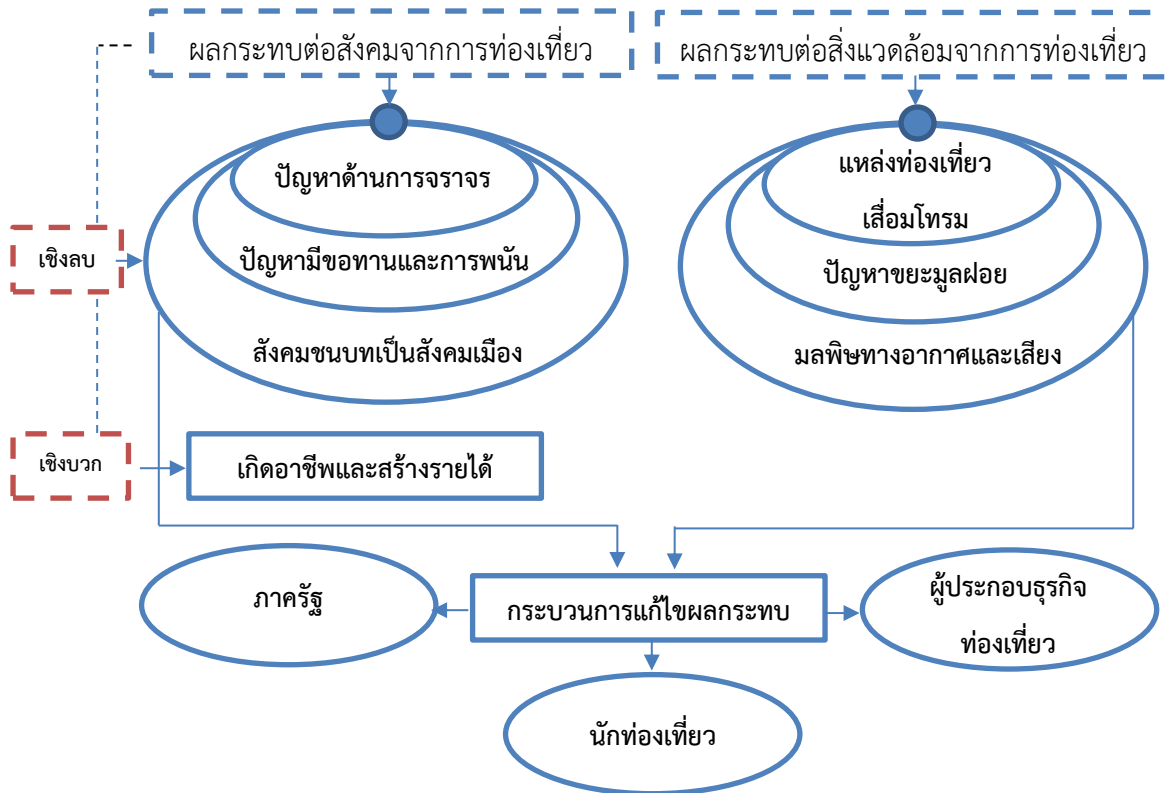 ผลกระทบต่อสังคมจากการท่องเที่ยว
ผลกระทบต่อสิ่งแวดล้อมจากการท่องเที่ยว
ปัญหาด้านการจราจร
ปัญหามีขอทานและการพนัน
สังคมชนบทเป็นสังคมเมือง
แหล่งท่องเที่ยว
เสื่อมโทรม
ปัญหาขยะมูลฝอย
มลพิษทางอากาศและเสียง
เชิงลบ
เชิงบวก
เกิดอาชีพและสร้างรายได้
ภาครัฐ
กระบวนการแก้ไขผลกระทบ
ผู้ประกอบธุรกิจ
ท่องเที่ยว
นักท่องเที่ยว